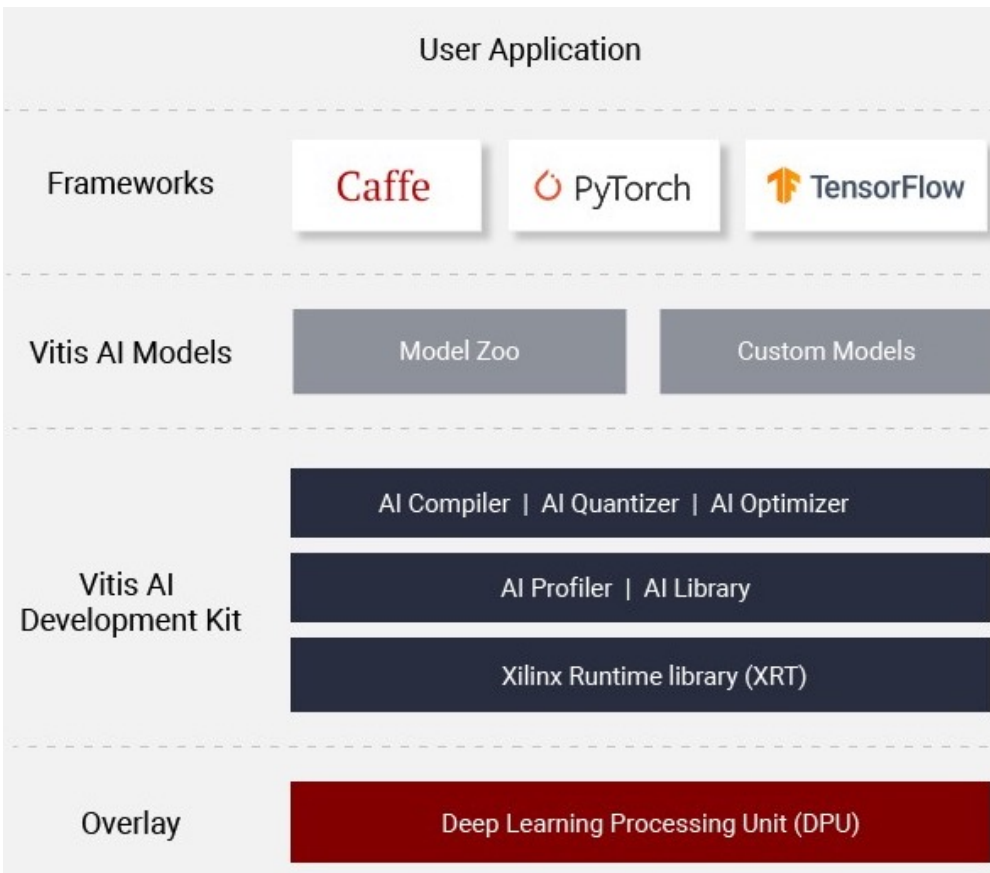 User Application
Frameworks
Caffe
PyTorch
TensorFlow
Vitis AI Models
Model Zoo
Custom Models
Vitis AI
Development Kit
AI Compiler | AI Quantizer | AI Optimizer
AI Profiler | AI Library
Xilinx Runtime library (XRT)
Overlay
Deep Learning Processing Unit (DPU)